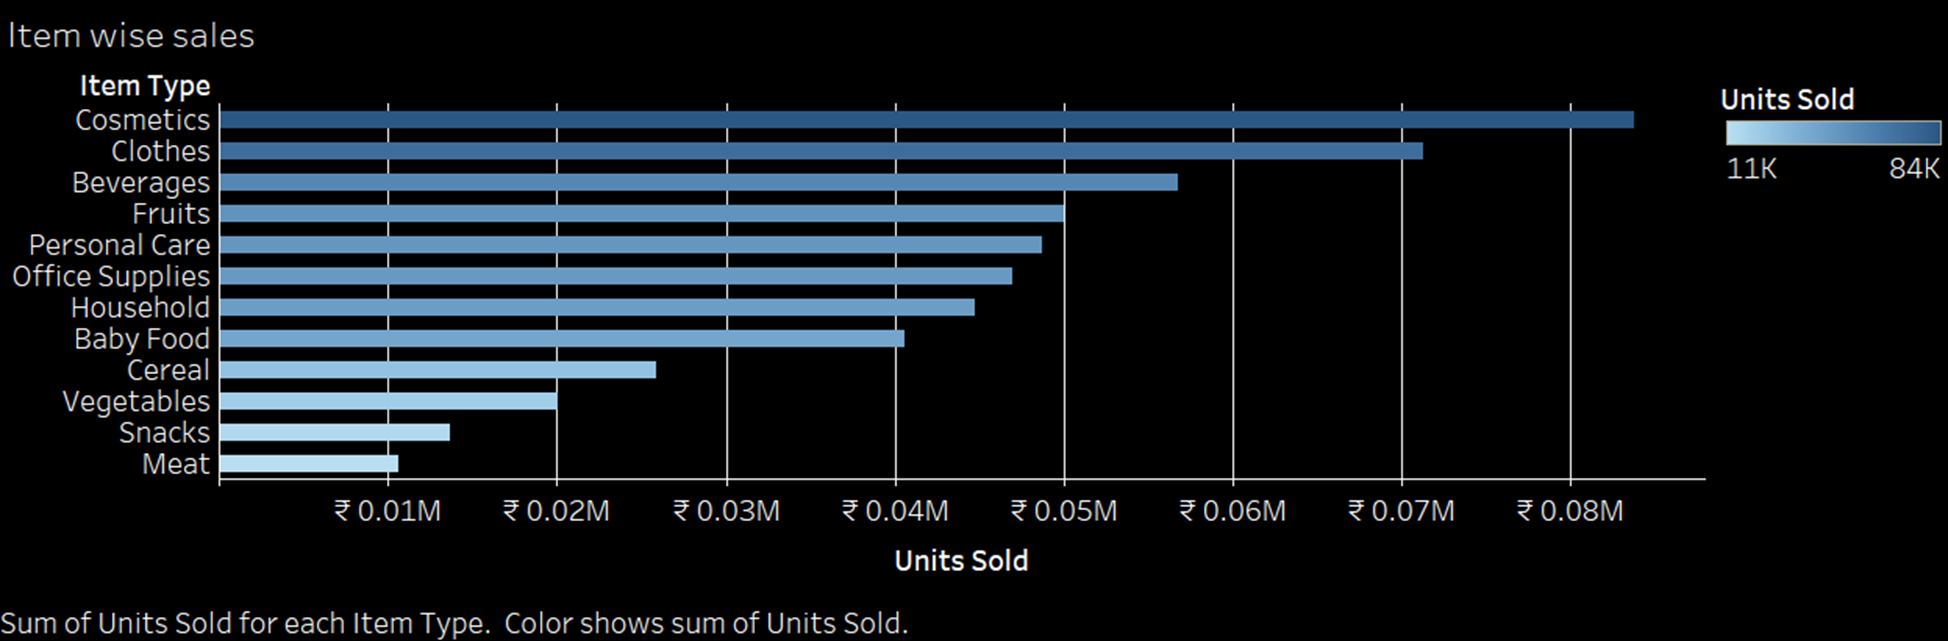 Item wise sales
Item Type
Cosmetics
Clothes
Beverages
Fruits
Personal Care
Office Supplies
Household
Baby Food
Cereal
Vegetables
Snacks
Meat
₹ 0.01M ₹ 0.02M ₹ 0.03M ₹ 0.04M ₹ 0.05M ₹ 0.06M ₹ 0.07M ₹ 0.08M
Units Sold
Units Sold
11K 84K
Sum of Units Sold for each Item Type. Color shows sum of Units Sold.